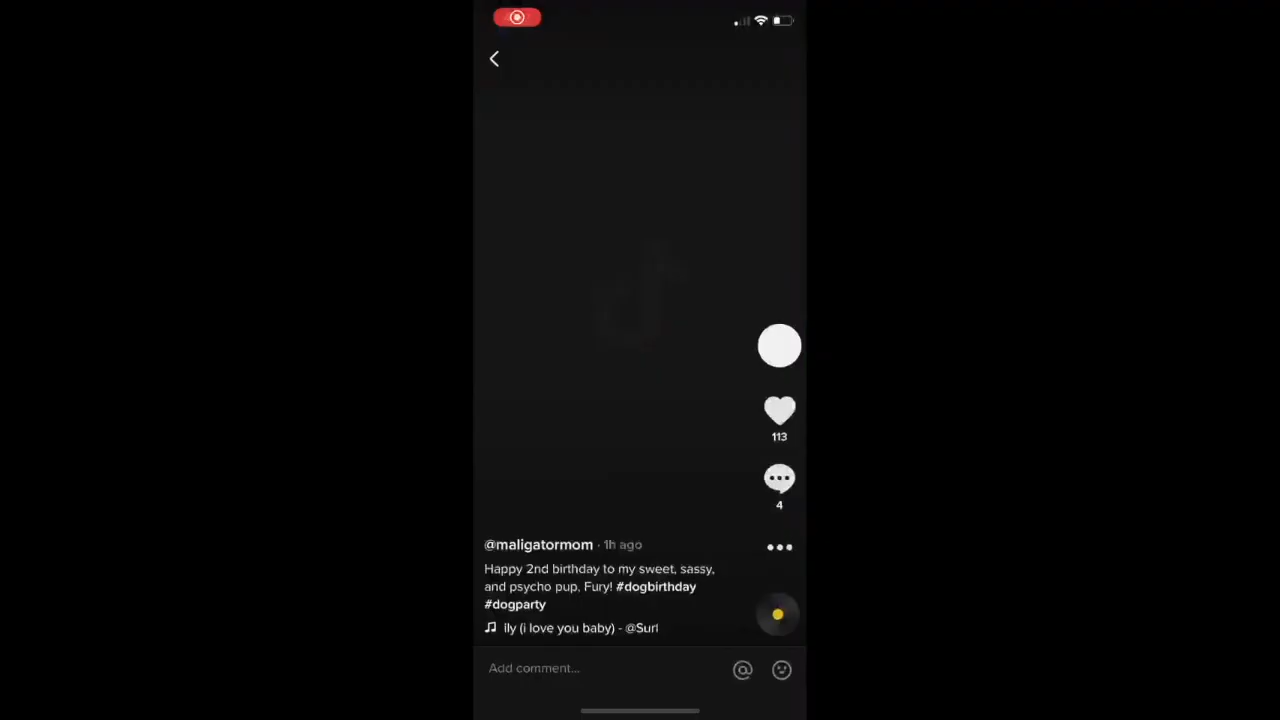 113
4
@maligatormom · 1h ago
Happy 2nd birthday to my sweet, sassy,
and psycho pup, Fury! #dogbirthday
#dogparty
ily (i love you baby) - @Surf
Add comment...